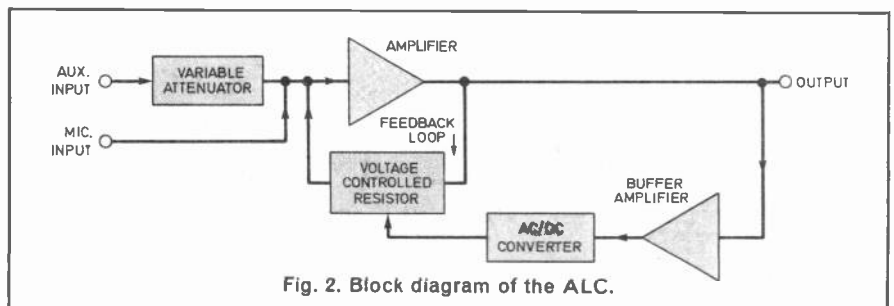 AMPLIFIER
AUX.
INPUT
VARIABLE
ATTENUATOR
OUTPUT
MIC.
INPUT
FEEDBACK
LOOP
VOLTAGE
CONTROLLED
RESISTOR
BUFFER
AMPLIFIER
AC/DC
CONVERTER
Fig. 2. Block diagram of the ALC.